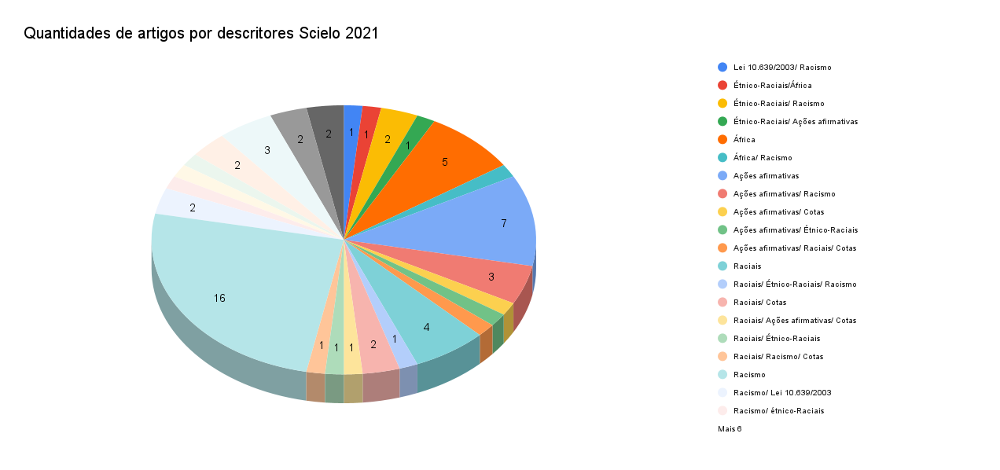 Quantidades de artigos por descritores Scielo 2021
Lei 10.639/2003/ Racismo
Étnico-Raciais/África
Étnico-Raciais/ Racismo
Étnico-Raciais/ Ações afirmativas
África
África/ Racismo
Ações afirmativas
Ações afirmativas/ Racismo
Ações afirmativas/ Cotas
Ações afirmativas/ Étnico-Raciais
Ações afirmativas/ Raciais/ Cotas
Raciais
Raciais/ Étnico-Raciais/ Racismo
Raciais/ Cotas
Raciais/ Ações afirmativas/ Cotas
Raciais/ Étnico-Raciais
Raciais/ Racismo/ Cotas
Racismo
Racismo/ Lei 10.639/2003
Racismo/ étnico-Raciais
Mais 6
1
1
2
1
5
7
3
4
1
2
1
1
1
16
2
2
3
2
2